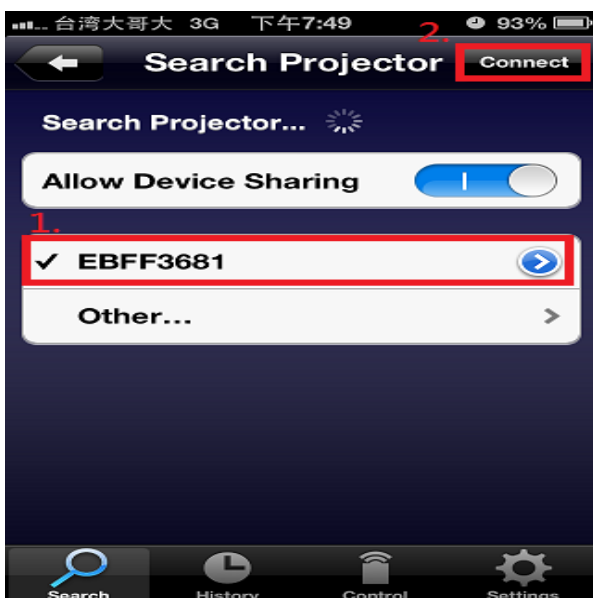 台湾大哥大 3G 下午7:49 93%
2.
Search Projector Connect
Search Projector...
Allow Device Sharing
1.
✓ EBFF3681
Other...
Search History Control Settings